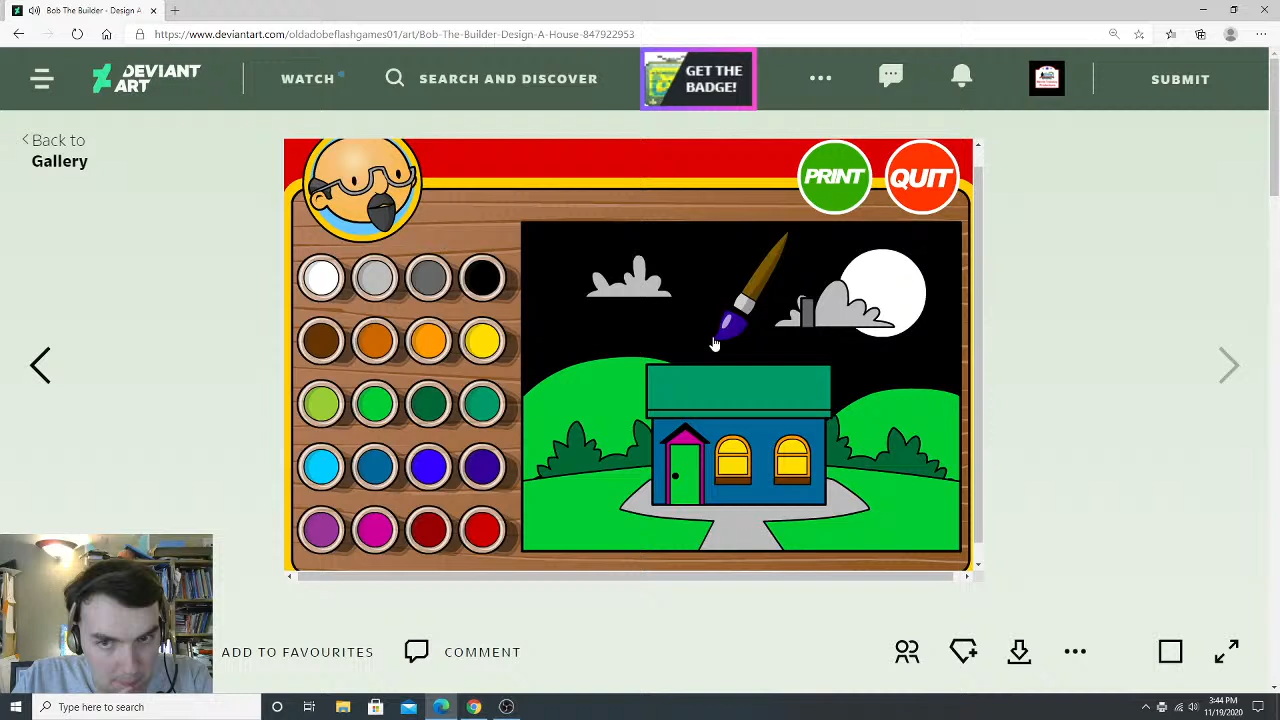 Bob The Builder - Design A
https://www.deviantart.com/oldadobeflashgames01/art/Bob-The-Builder-Design-A-House-847922953
DEVIANT ART
WATCH
SEARCH AND DISCOVER
GET THE BADGE!
SUBMIT
Back to
Gallery
PRINT
QUIT
ADD TO FAVOURITES
COMMENT
Type here to search
3:44 PM
11/19/2020